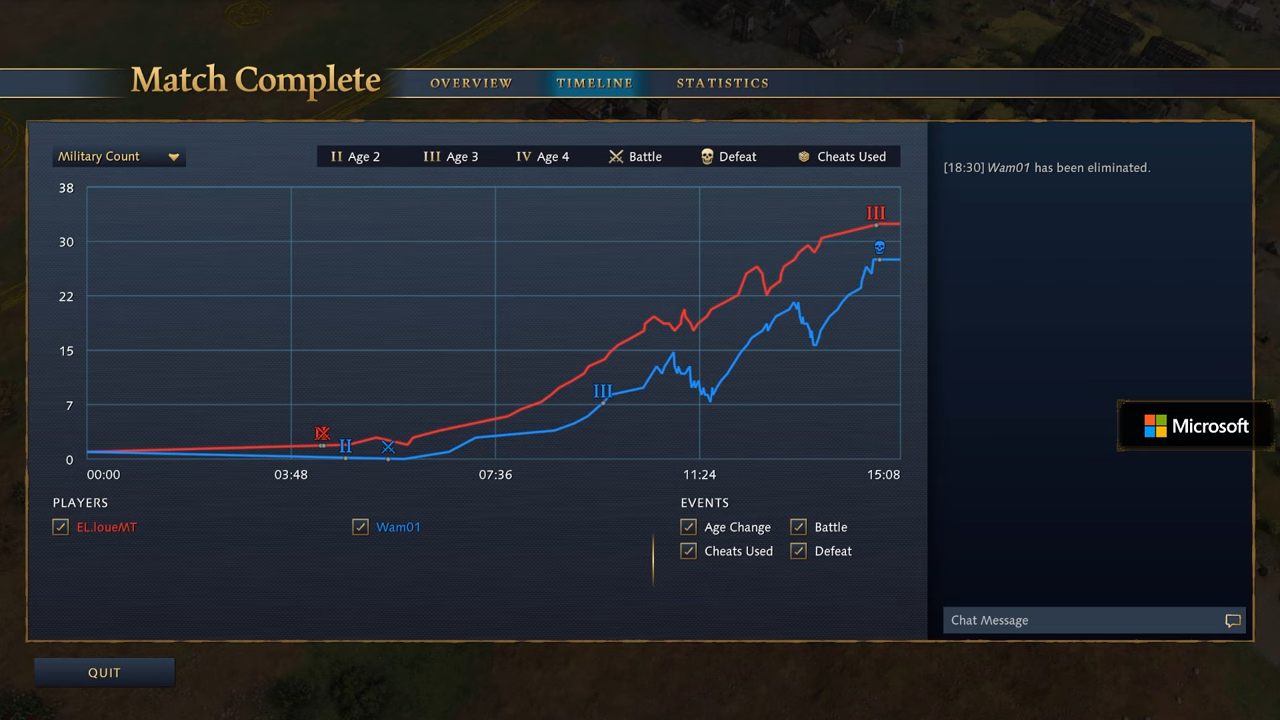 Match Complete
OVERVIEW
TIMELINE
STATISTICS
Military Count
II Age 2
III Age 3
IV Age 4
Battle
Defeat
Cheats Used
[18:30] Wam01 has been eliminated.
38
30
22
15
7
0
III
III
II
00:00
03:48
07:36
11:24
15:08
Microsoft
PLAYERS
EL.loueMT
Wam01
EVENTS
Age Change
Battle
Cheats Used
Defeat
Chat Message
QUIT